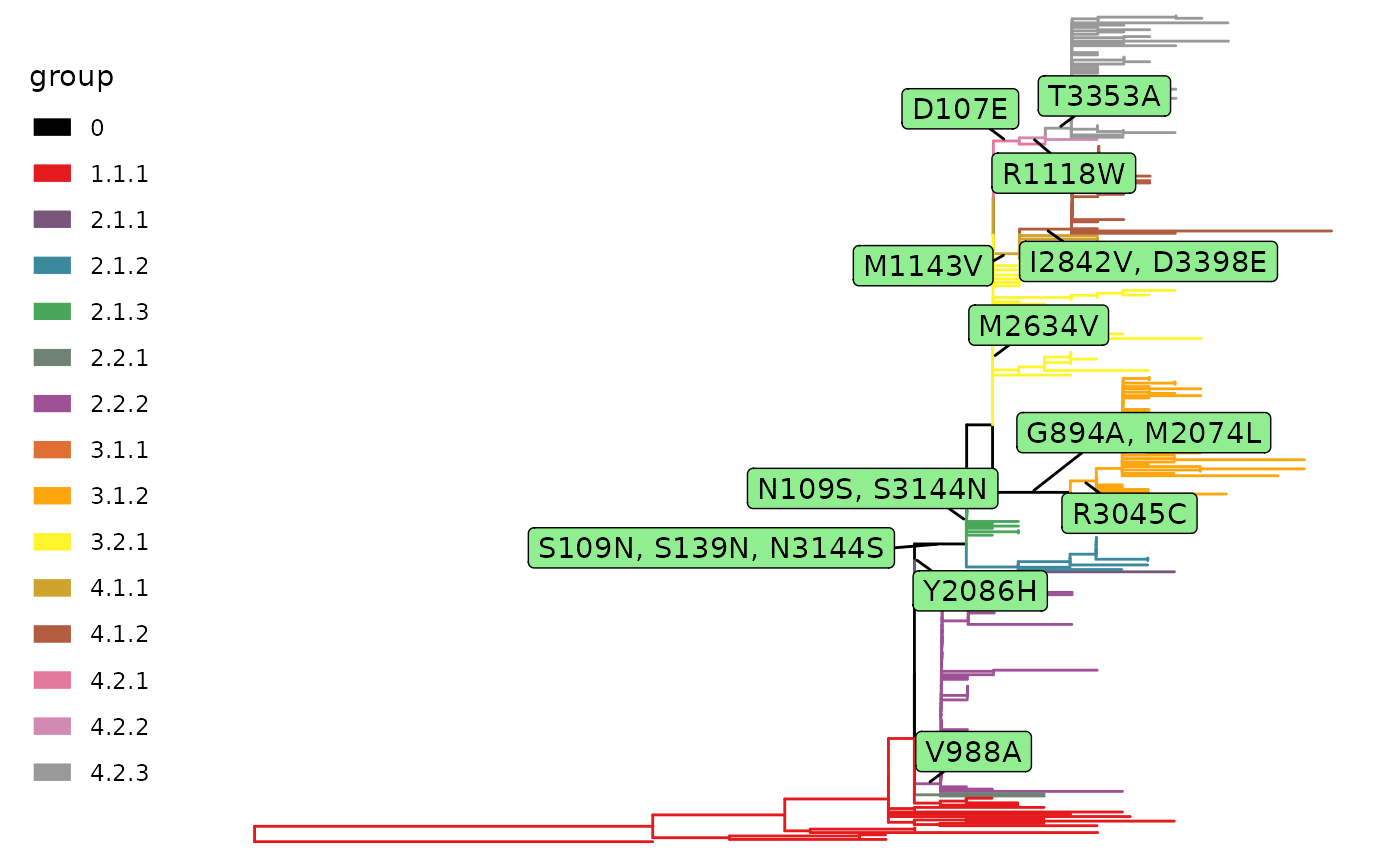 group
0
1.1.1
2.1.1
2.1.2
2.1.3
2.2.1
2.2.2
3.1.1
3.1.2
3.2.1
4.1.1
4.1.2
4.2.1
4.2.2
4.2.3
T3353A
D107E
R1118W
M1143V
I2842V, D3398E
M2634V
G894A, M2074L
N109S, S3144N
R3045C
S109N, S139N, N3144S
Y2086H
V988A